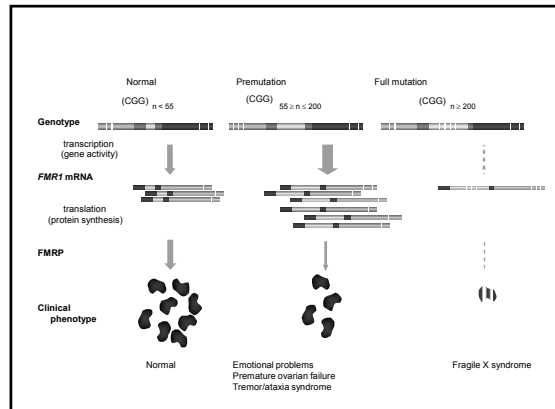 Normal Premutation Full mutation
(CGG) n < 55 (CGG) 55 ≥ n ≤ 200 (CGG) n ≥ 200
Genotype
transcription
(gene activity)
FMR1 mRNA
translation
(protein synthesis)
FMRP
Clinical
phenotype
Normal Emotional problems Fragile X syndrome
Premature ovarian failure
Tremor/ataxia syndrome